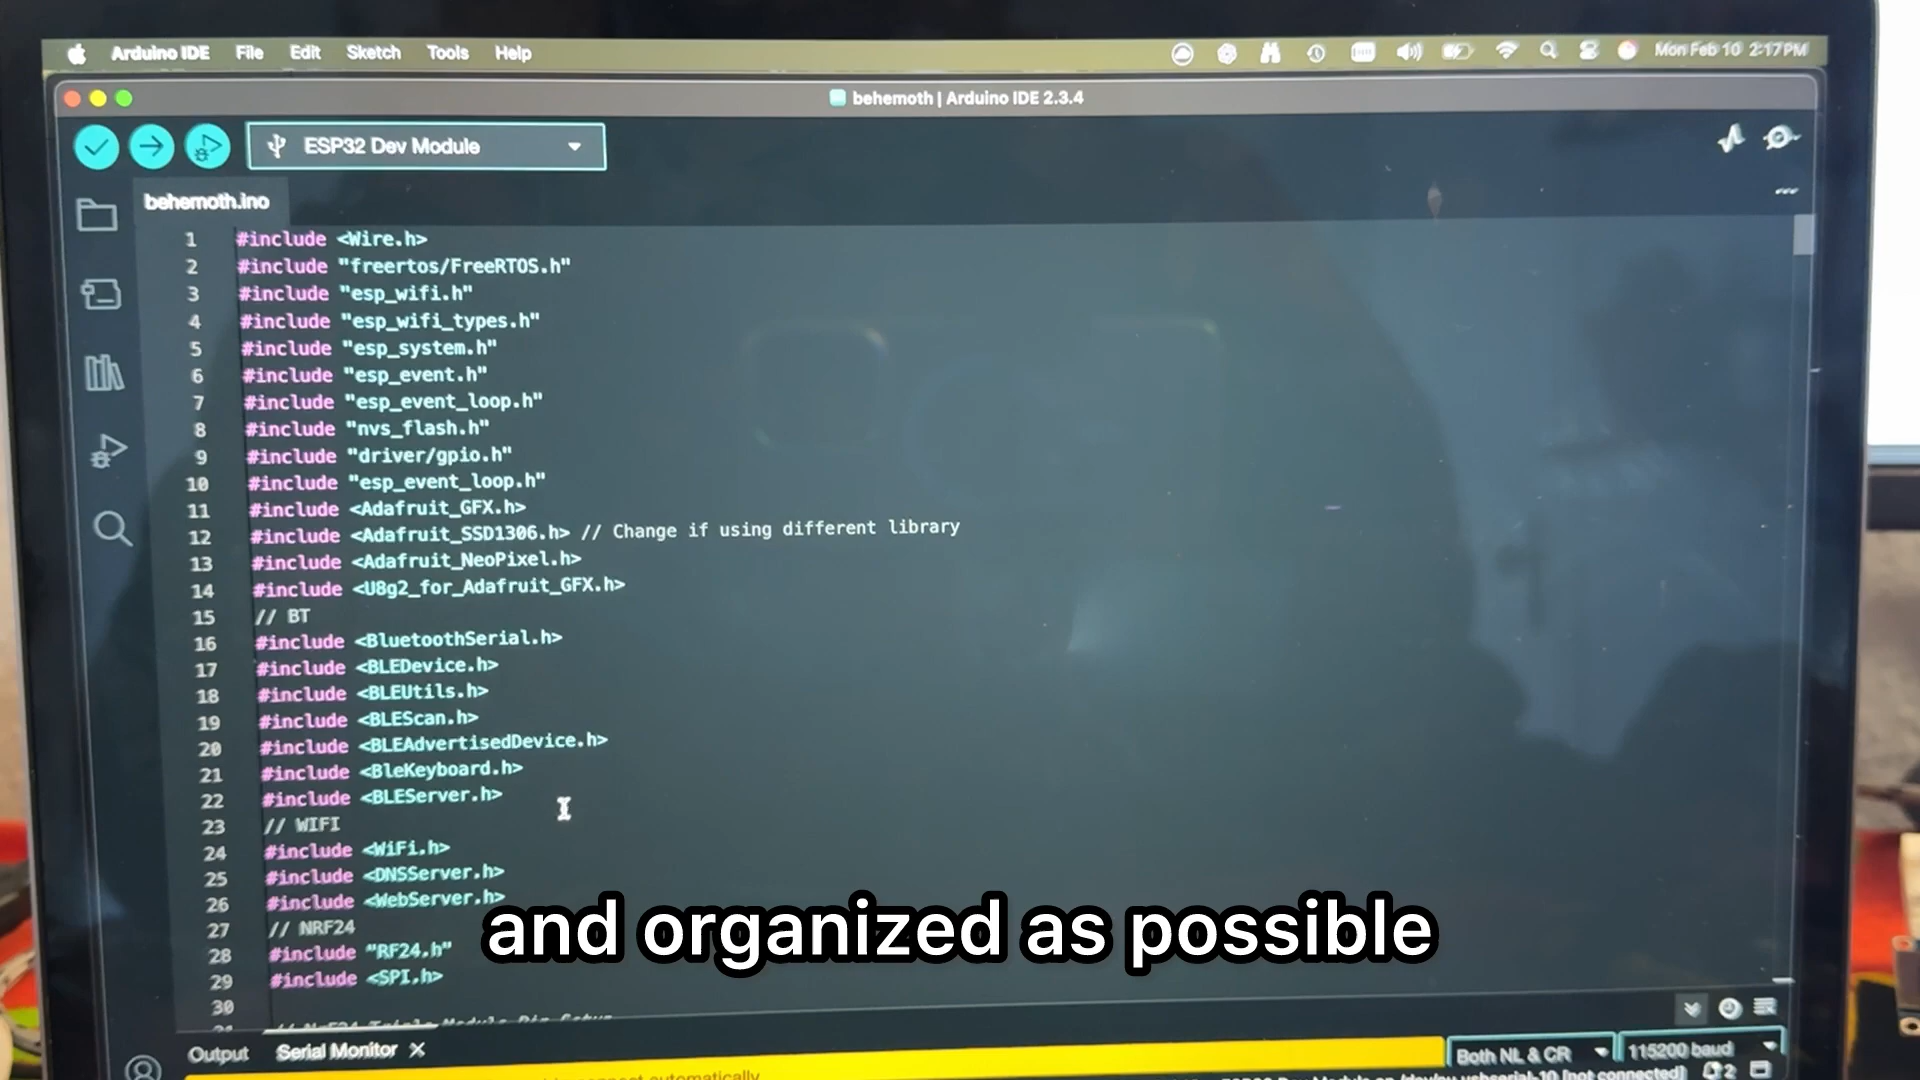 Arduino IDE File Edit Sketch Tools Help Mon Feb 10 2:17PM
behemoth | Arduino IDE 2.3.4
ESP32 Dev Module
behemoth.ino
1 #include <Wire.h>
2 #include "freertos/FreeRTOS.h"
3 #include "esp_wifi.h"
4 #include "esp_wifi_types.h"
5 #include "esp_system.h"
6 #include "esp_event.h"
7 #include "esp_event_loop.h"
8 #include "nvs_flash.h"
9 #include "driver/gpio.h"
10 #include "esp_event_loop.h"
11 #include <Adafruit_GFX.h>
12 #include <Adafruit_SSD1306.h> // Change if using different library
13 #include <Adafruit_NeoPixel.h>
14 #include <U8g2_for_Adafruit_GFX.h>
15 // BT
16 #include <BluetoothSerial.h>
17 #include <BLEDevice.h>
18 #include <BLEUtils.h>
19 #include <BLEScan.h>
20 #include <BLEAdvertisedDevice.h>
21 #include <BleKeyboard.h>
22 #include <BLEServer.h>
23 // WIFI
24 #include <WiFi.h>
25 #include <DNSServer.h>
26 #include <WebServer.h>
27 // NRF24
28 #include "RF24.h"
29 #include <SPI.h>
30
and organized as possible
Output Serial Monitor
Both NL & CR 115200 baud
automatically
[not connected] 2